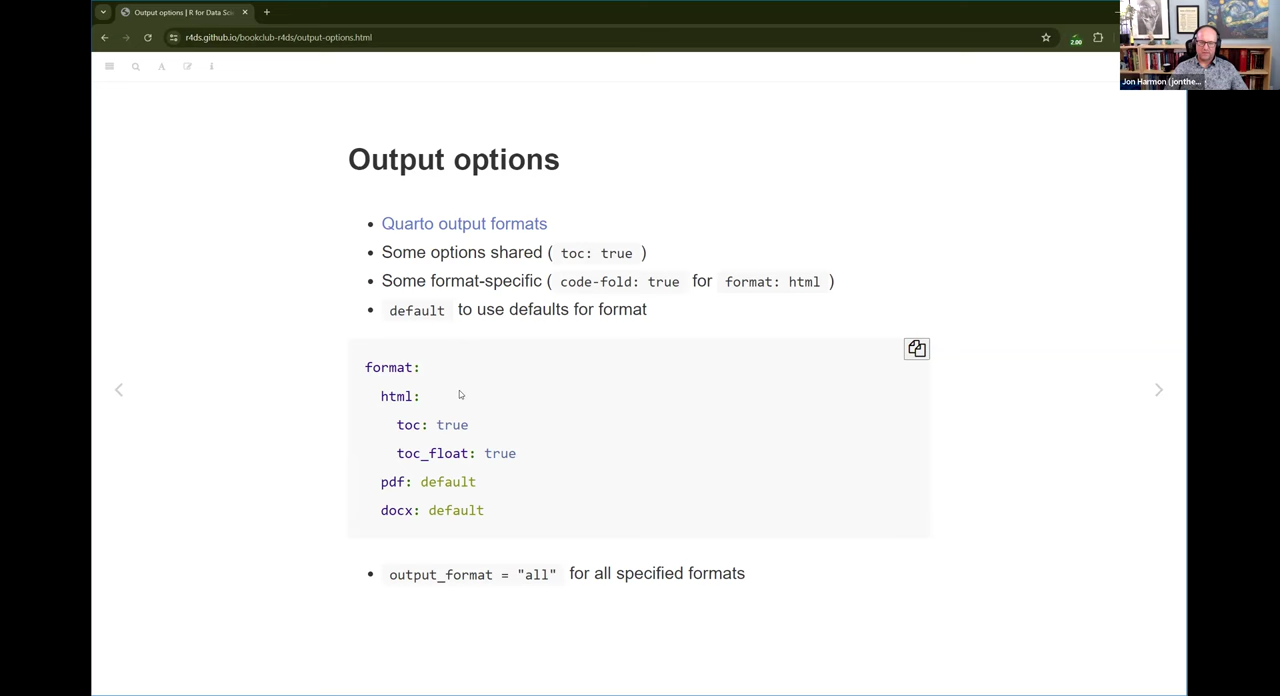 Output options | R for Data Sci
r4ds.github.io/bookclub-r4ds/output-options.html
2.00
Jon Harmon (jonthe...
Output options
• Quarto output formats
• Some options shared ( toc: true )
• Some format-specific ( code-fold: true for format: html )
• default to use defaults for format
format:
html:
toc: true
toc_float: true
pdf: default
docx: default
• output_format = "all" for all specified formats